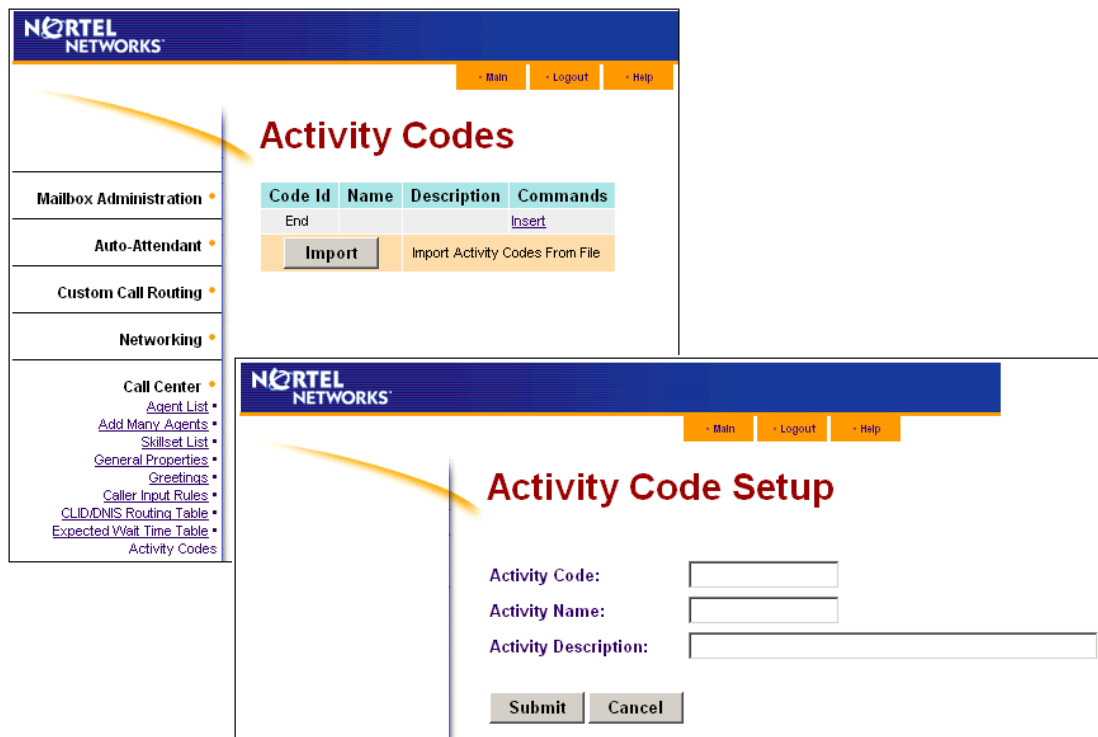 NORTEL
NETWORKS
Main Logout Help
Activity Codes
Code Id Name Description Commands
End Insert
Import Import Activity Codes From File
Mailbox Administration
Auto-Attendant
Custom Call Routing
Networking
Call Center
Agent List
Add Many Agents
Skillset List
General Properties
Greetings
Caller Input Rules
CLID/DNIS Routing Table
Expected Wait Time Table
Activity Codes
NORTEL
NETWORKS
Main Logout Help
Activity Code Setup
Activity Code:
Activity Name:
Activity Description:
Submit Cancel